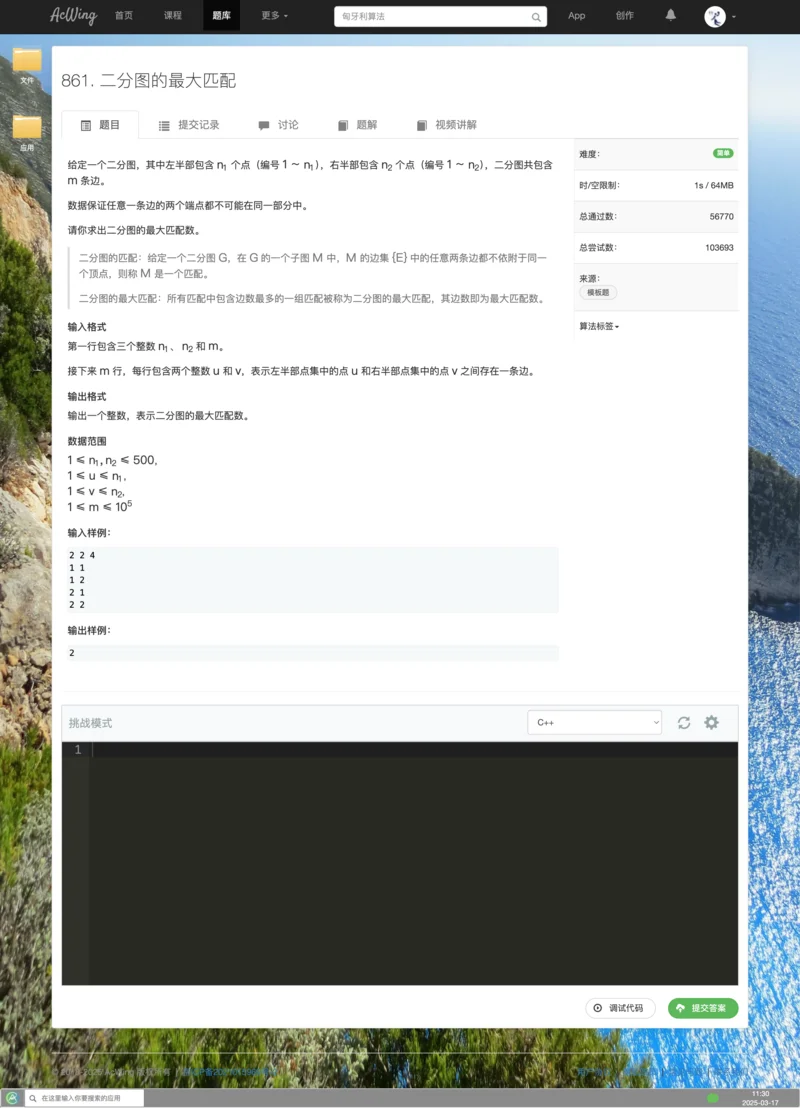 AcWing 首页 课程 题库 更多 匈牙利算法 App 创作
文件
应用
861. 二分图的最大匹配
题目 提交记录 讨论 题解 视频讲解
给定一个二分图，其中左半部包含 n₁ 个点（编号 1 ~ n₁），右半部包含 n₂ 个点（编号 1 ~ n₂），二分图共包含
m 条边。
数据保证任意一条边的两个端点都不可能在同一部分中。
请你求出二分图的最大匹配数。
二分图的匹配：给定一个二分图 G，在 G 的一个子图 M 中，M 的边集 {E} 中的任意两条边都不依附于同一
个顶点，则称 M 是一个匹配。
二分图的最大匹配：所有匹配中包含边数最多的一组匹配被称为二分图的最大匹配，其边数即为最大匹配数。
输入格式
第一行包含三个整数 n₁、 n₂ 和 m。
接下来 m 行，每行包含两个整数 u 和 v，表示左半部点集中的点 u 和右半部点集中的点 v 之间存在一条边。
输出格式
输出一个整数，表示二分图的最大匹配数。
数据范围
1 ≤ n₁, n₂ ≤ 500,
1 ≤ u ≤ n₁,
1 ≤ v ≤ n₂,
1 ≤ m ≤ 10⁵
输入样例：
2 2 4
1 1
1 2
2 1
2 2
输出样例：
2
难度： 简单
时/空限制： 1s / 64MB
总通过数： 56770
总尝试数： 103693
来源：
模板题
算法标签
挑战模式 C++
1
调试代码 提交答案
在这里输入你要搜索的应用
11:30
2025-03-17